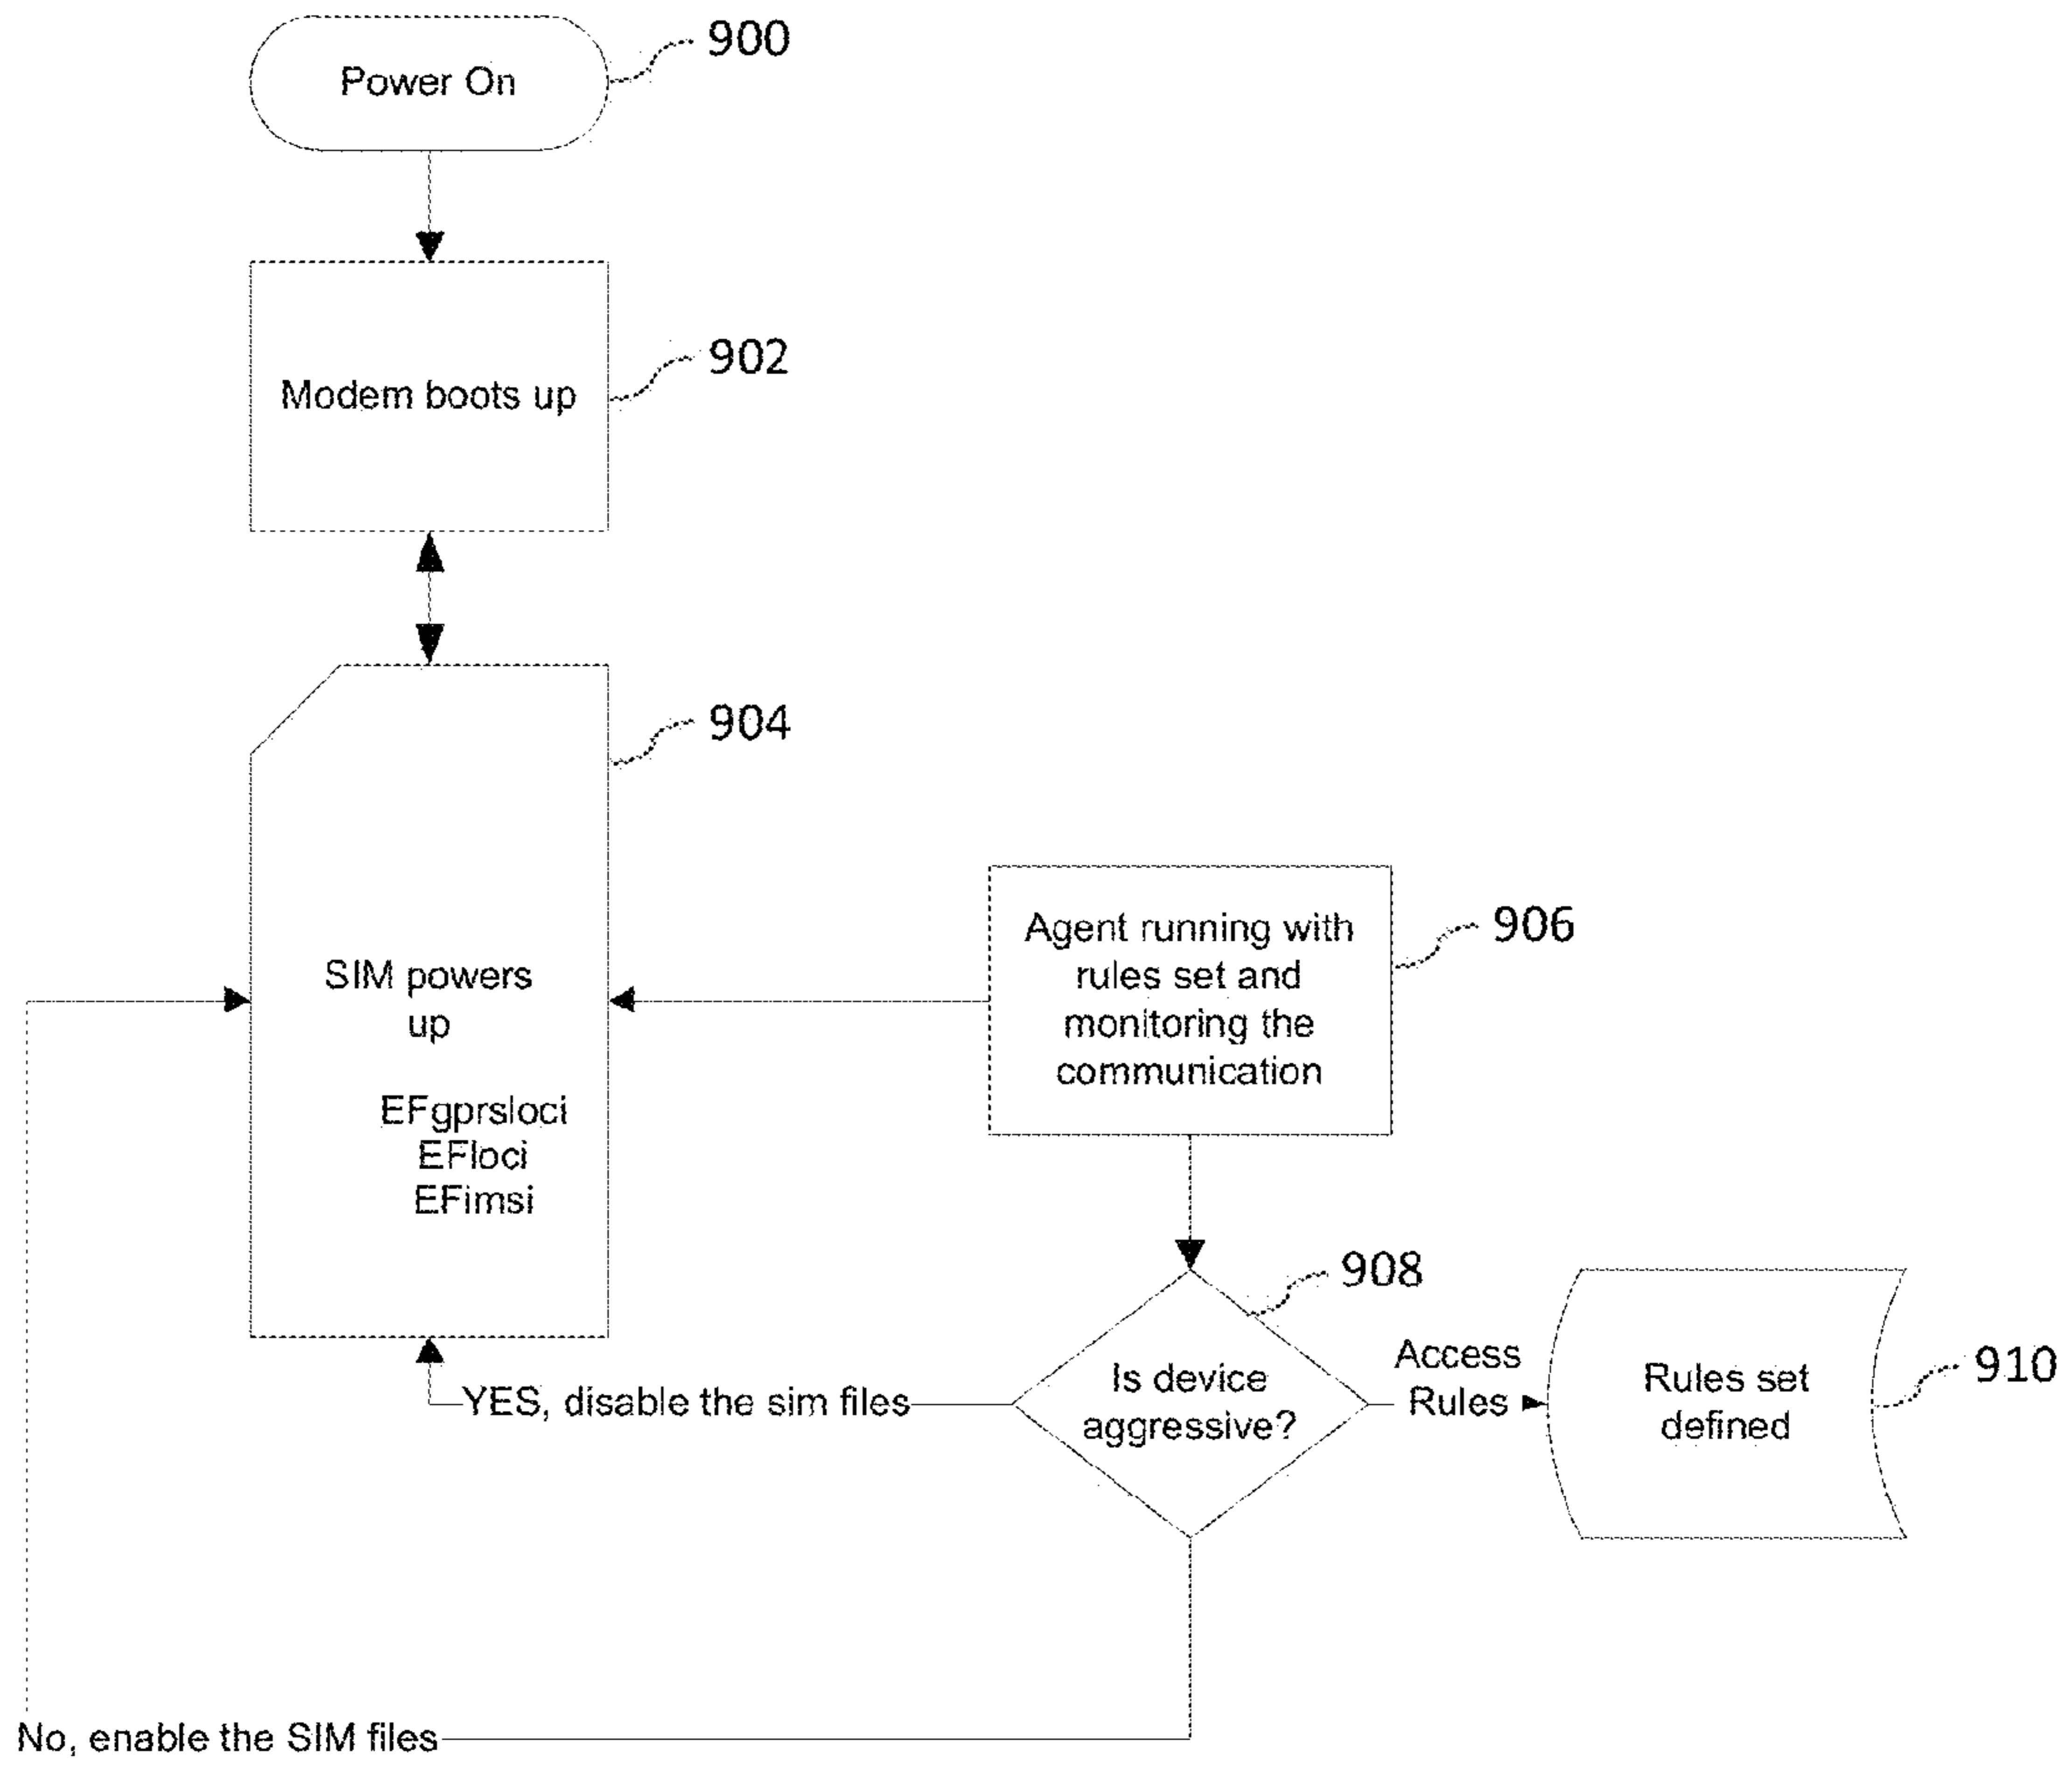 Power On
900
Modem boots up
902
904
SIM powers
up
EFgprsloci
EFloci
EFimsi
Agent running with
rules set and
monitoring the
communication
906
908
Is device
aggressive?
Access
Rules
Rules set
defined
910
YES, disable the sim files
No, enable the SIM files